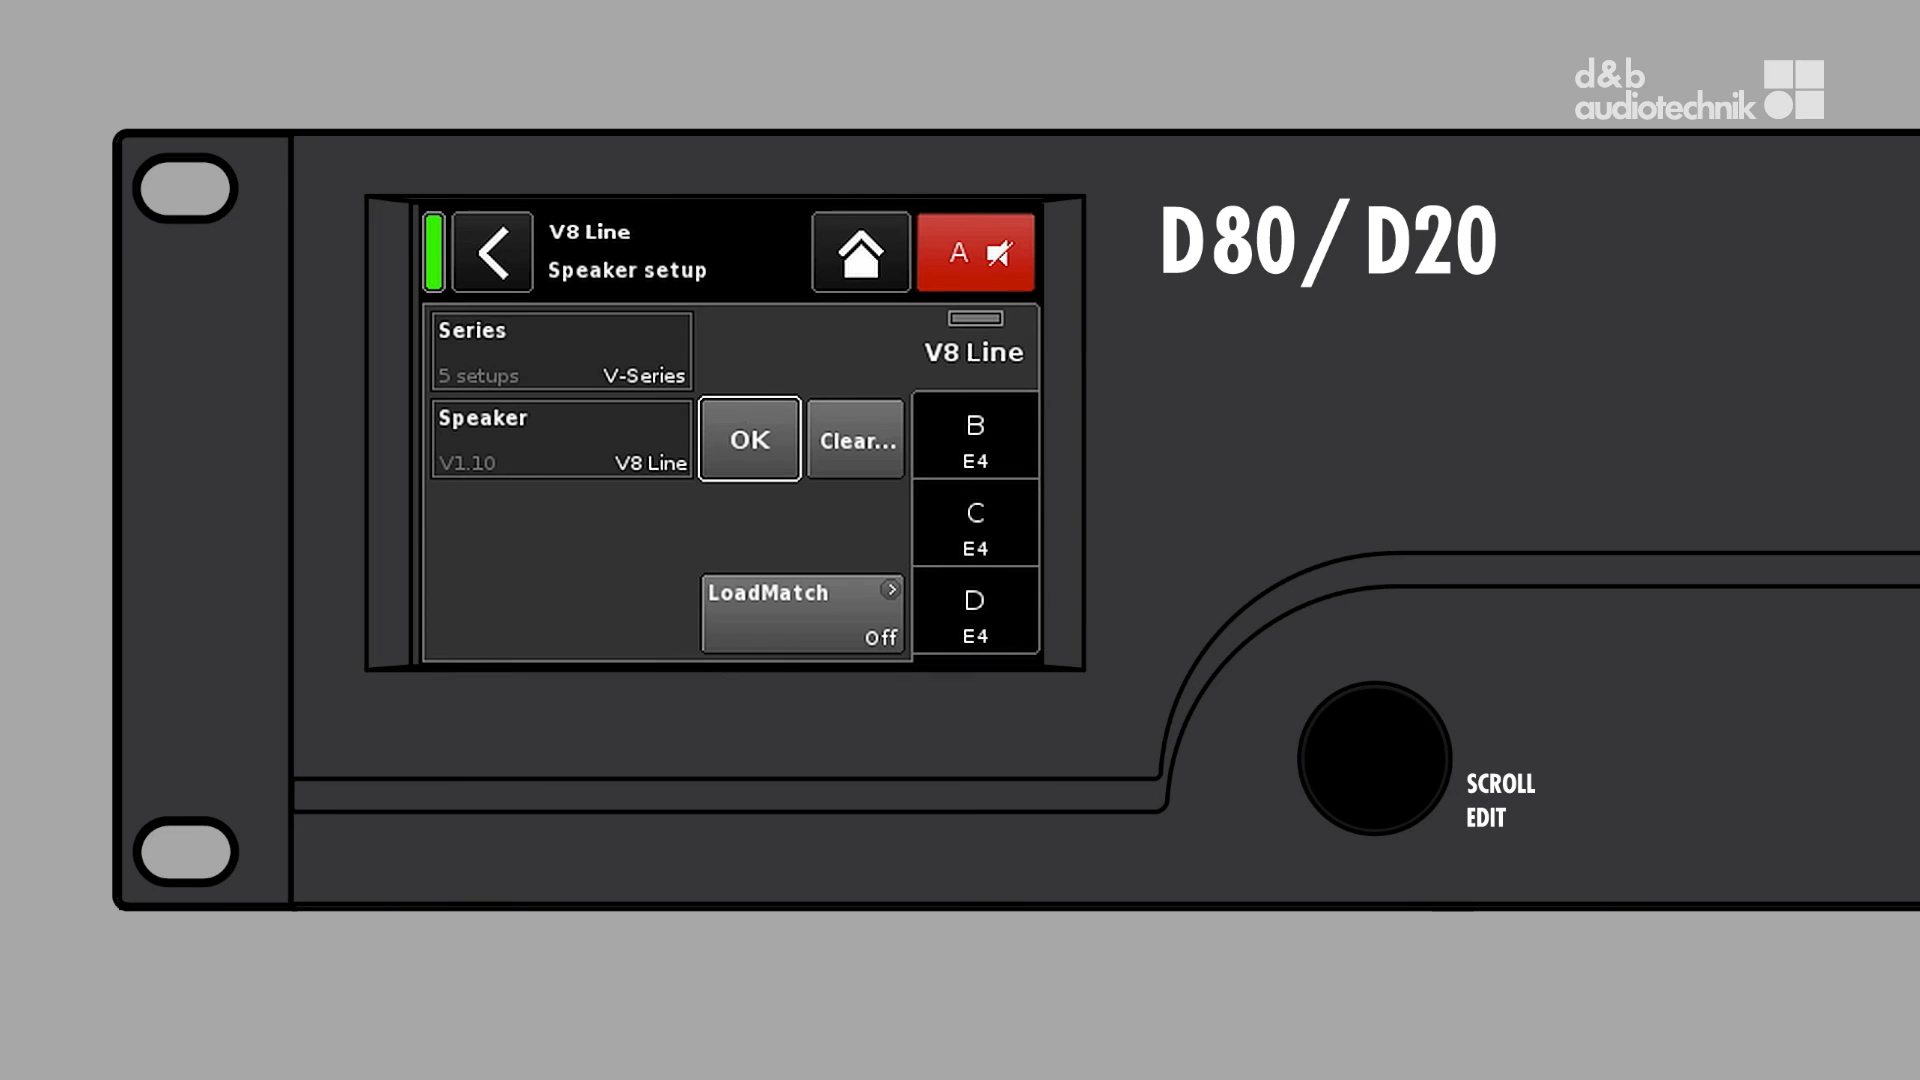 d&b
audiotechnik
D80/D20
V8 Line
Speaker setup
A
Series
5 setups V-Series
V8 Line
Speaker
V1.10 V8 Line
OK
Clear...
B
E4
C
E4
LoadMatch
Off
D
E4
SCROLL
EDIT